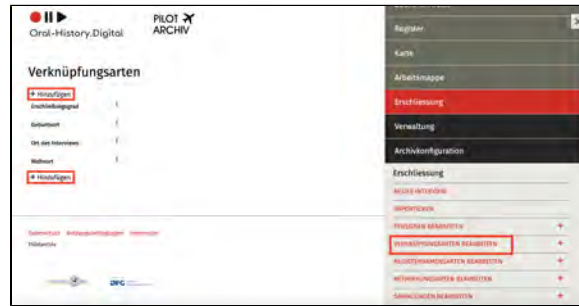 Oral-History.Digital
PILOT
ARCHIV
Verknüpfungsarten
+ Hinzufügen
Erschließungsgrad
Geburtsort
Ort des Interviews
Wohnort
+ Hinzufügen
Datenschutz Nutzungsbedingungen Impressum
DFG
Register
Karte
Arbeitsmappe
Erschliessung
Verwaltung
Archivkonfiguration
Erschliessung
NEUES INTERVIEW
IMPORTIEREN
PERSONEN BEARBEITEN +
VERKNÜPFUNGSARTEN BEARBEITEN +
REGISTERNAMENSARTEN BEARBEITEN +
BEARBEITEN +
SAMMLUNGEN BEARBEITEN +